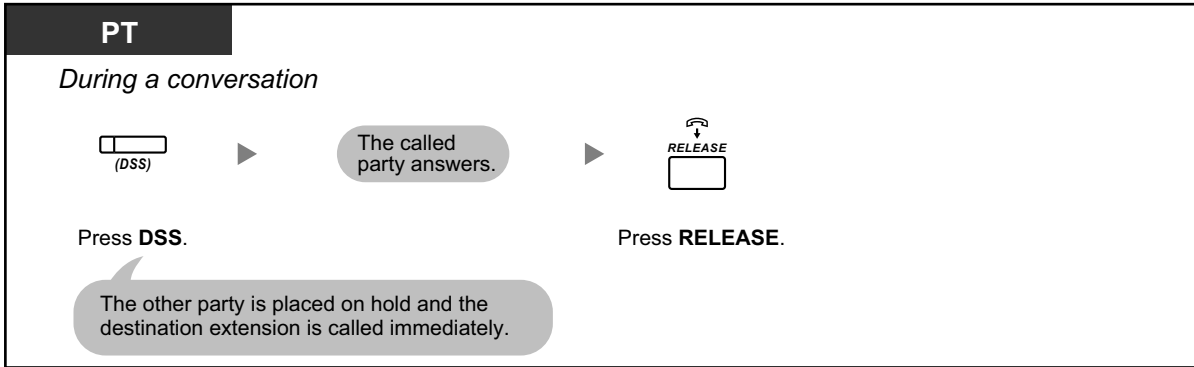 PT
During a conversation
(DSS)
The called
party answers.
RELEASE
Press DSS.
Press RELEASE.
The other party is placed on hold and the
destination extension is called immediately.